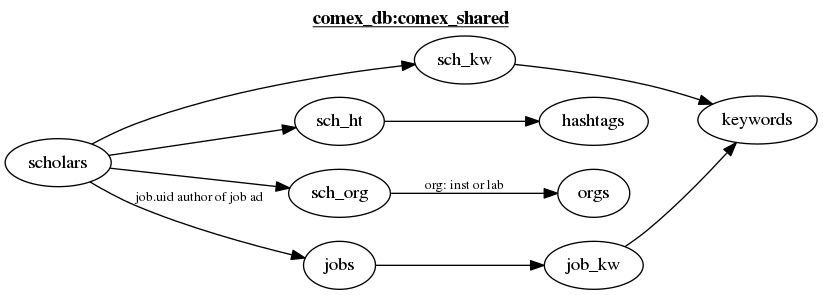 comex_db:comex_shared
sch_kw
keywords
sch_ht
hashtags
scholars
sch_org
org: inst or lab
orgs
job.uid author of job ad
jobs
job_kw